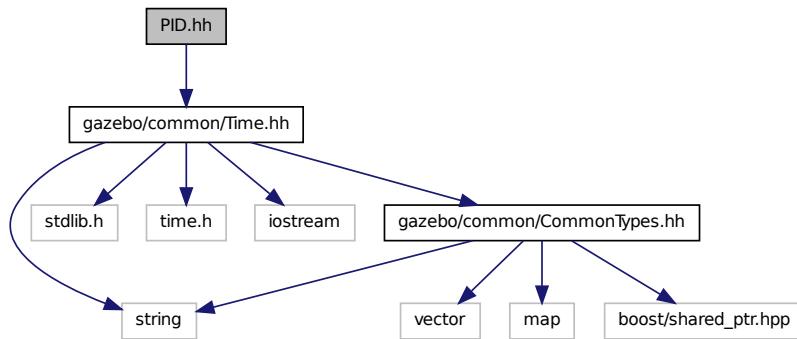 PID.hh
gazebo/common/Time.hh
stdlib.h
time.h
iostream
gazebo/common/CommonTypes.hh
string
vector
map
boost/shared_ptr.hpp